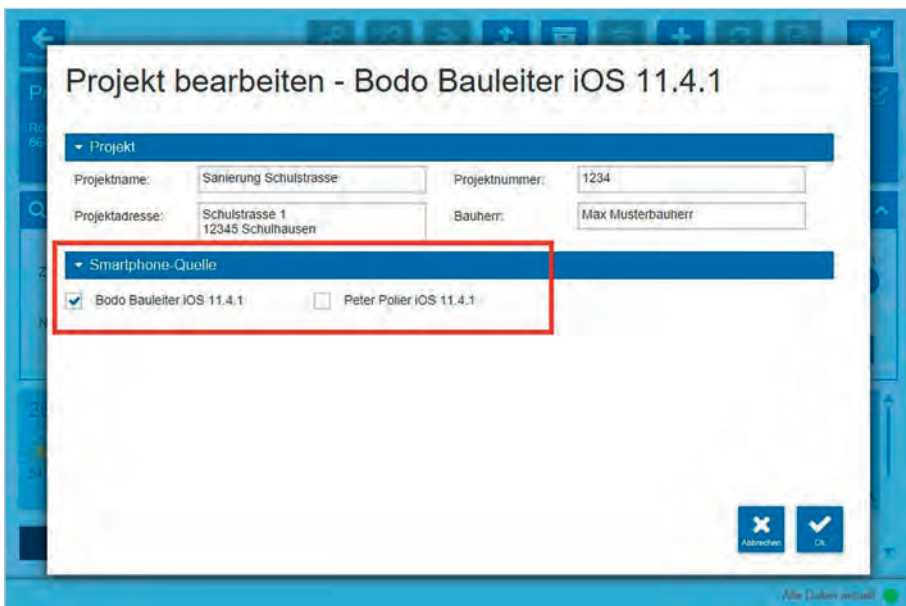 Projekt bearbeiten - Bodo Bauleiter iOS 11.4.1
Projekt
Projektname: Sanierung Schulstrasse Projektnummer: 1234
Projektadresse: Schulstrasse 1 Bauherr: Max Musterbauherr
12345 Schulhausen
Smartphone-Quelle
Bodo Bauleiter iOS 11.4.1 Peter Polier iOS 11.4.1
Abbrechen Ok
Alle Daten aktuell